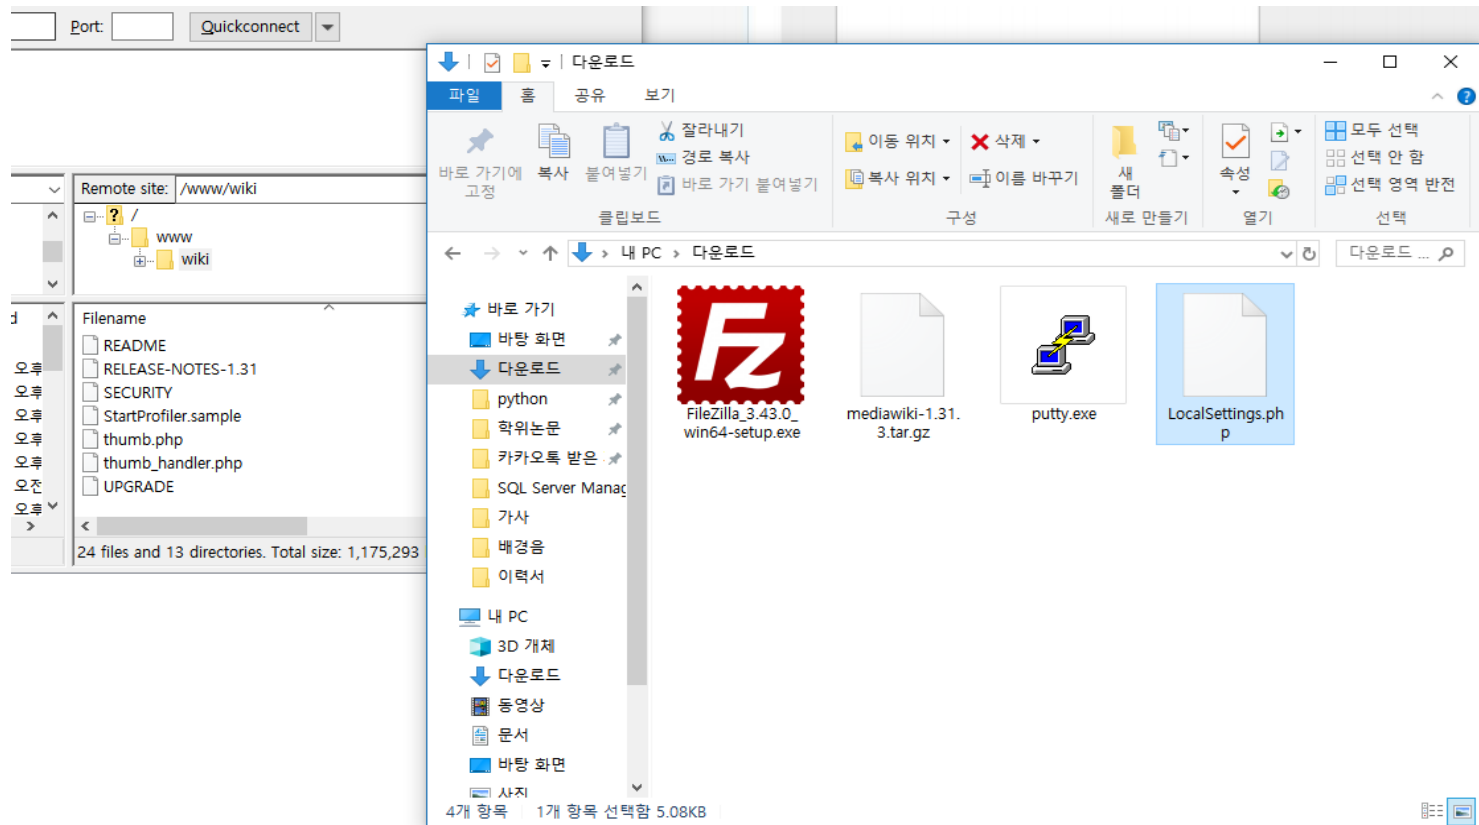 Port:
Quickconnect
Remote site: /www/wiki
/
www
wiki
Filename
README
RELEASE-NOTES-1.31
SECURITY
StartProfiler.sample
thumb.php
thumb_handler.php
UPGRADE
오후
오후
오후
오후
오후
오전
오후
24 files and 13 directories. Total size: 1,175,293
다운로드
파일 홈 공유 보기
바로 가기에
고정
복사
붙여넣기
잘라내기
경로 복사
바로 가기 붙여넣기
클립보드
이동 위치
복사 위치
삭제
이름 바꾸기
구성
새
폴더
새로 만들기
속성
열기
모두 선택
선택 안 함
선택 영역 반전
선택
내 PC 다운로드
다운로드 ...
바로 가기
바탕 화면
다운로드
python
학위논문
카카오톡 받은
SQL Server Manag
가사
배경음
이력서
내 PC
3D 개체
다운로드
동영상
문서
바탕 화면
사진
Fz
FileZilla_3.43.0_
win64-setup.exe
mediawiki-1.31.
3.tar.gz
putty.exe
LocalSettings.ph
p
4개 항목 1개 항목 선택함 5.08KB